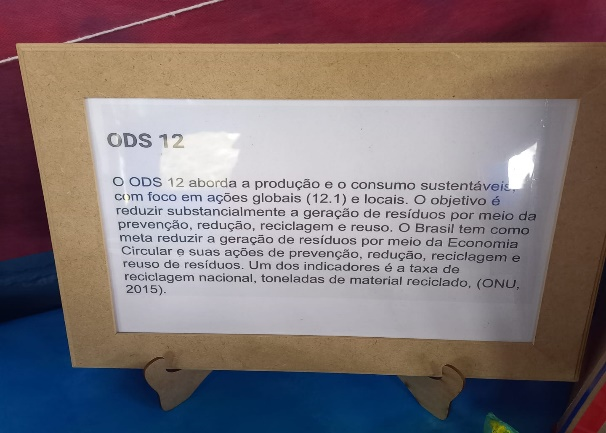 ODS 12
O ODS 12 aborda a produção e o consumo sustentáveis,
com foco em ações globais (12.1) e locais. O objetivo é
reduzir substancialmente a geração de resíduos por meio da
prevenção, redução, reciclagem e reuso. O Brasil tem como
meta reduzir a geração de resíduos por meio da Economia
Circular e suas ações de prevenção, redução, reciclagem e
reuso de resíduos. Um dos indicadores é a taxa de
reciclagem nacional, toneladas de material reciclado, (ONU,
2015).